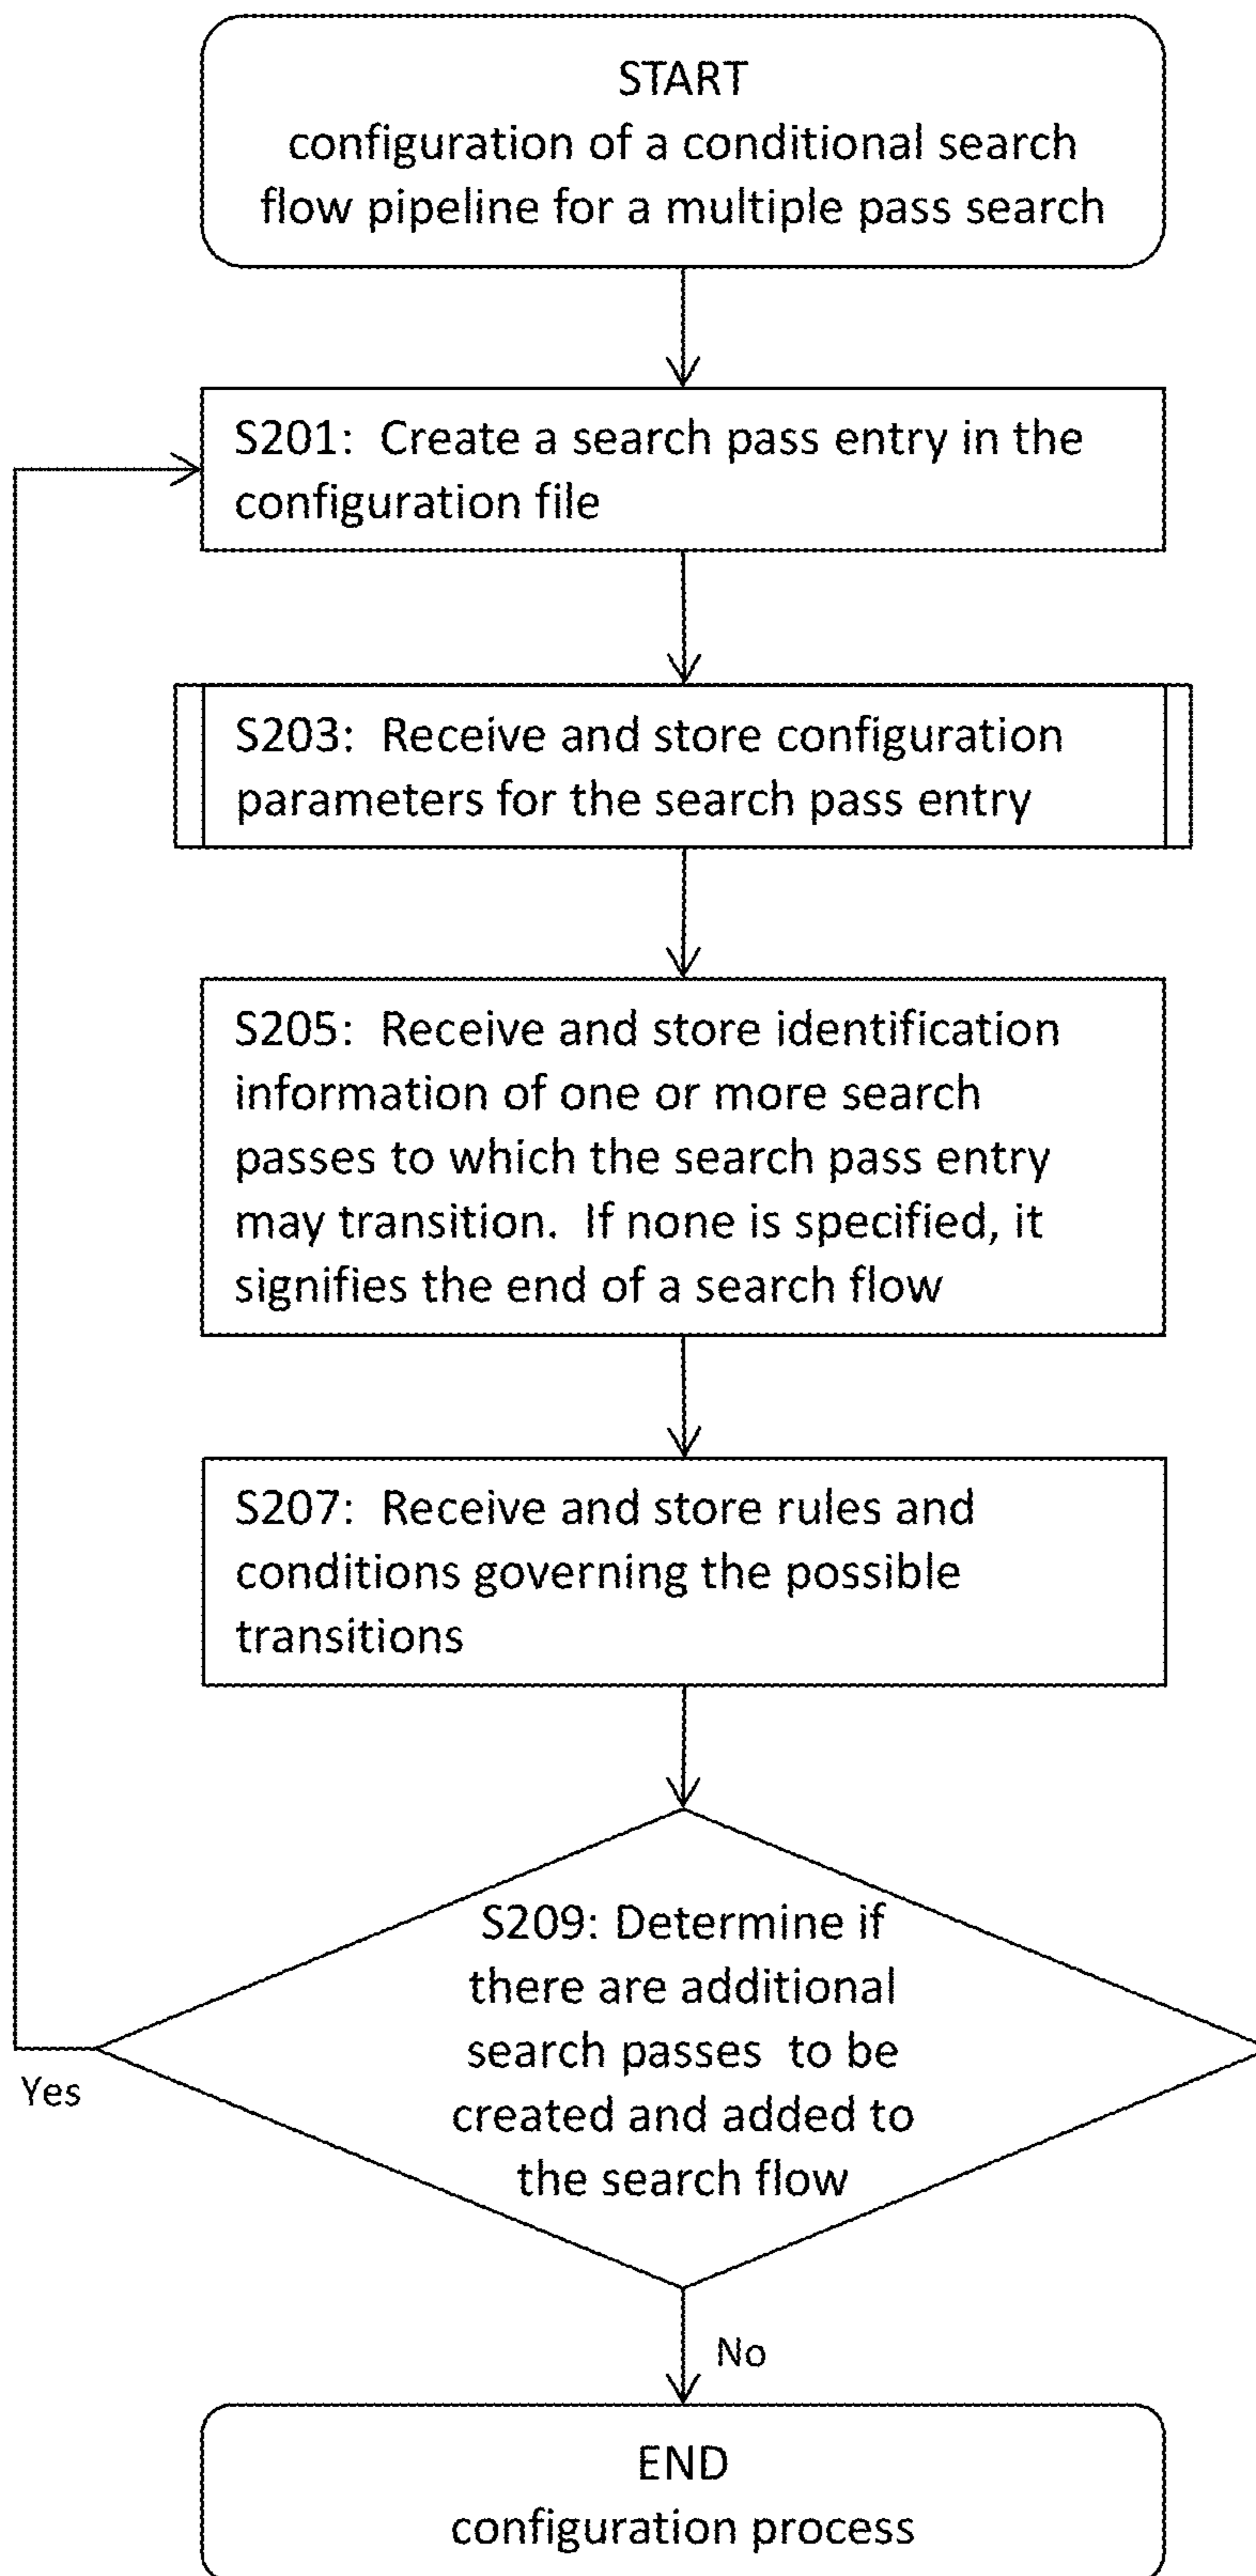 START
configuration of a conditional search
flow pipeline for a multiple pass search
S201: Create a search pass entry in the
configuration file
S203: Receive and store configuration
parameters for the search pass entry
S205: Receive and store identification
information of one or more search
passes to which the search pass entry
may transition. If none is specified, it
signifies the end of a search flow
S207: Receive and store rules and
conditions governing the possible
transitions
S209: Determine if
there are additional
search passes to be
created and added to
the search flow
Yes
No
END
configuration process